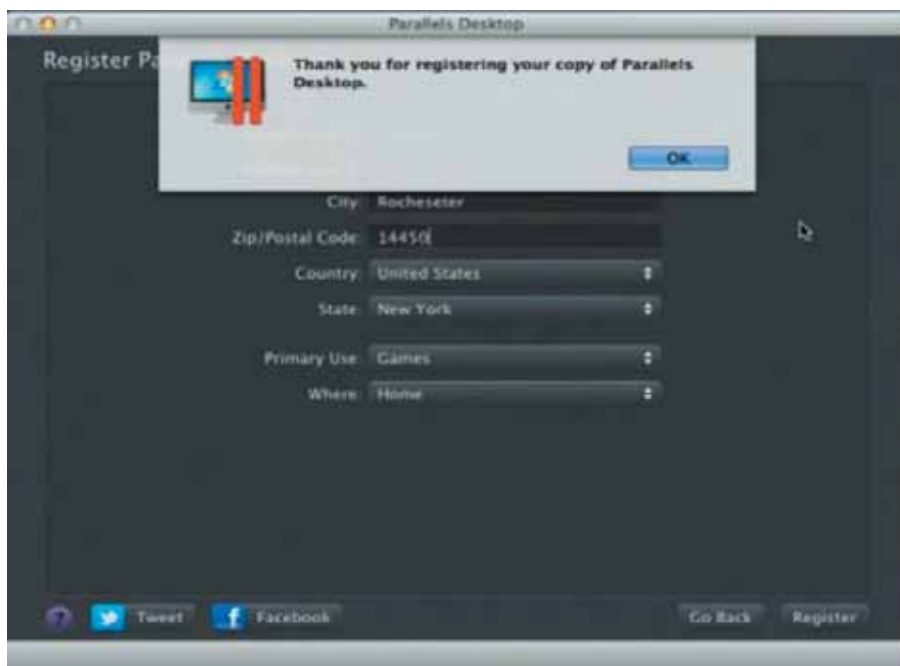 Parallels Desktop
Register Pa
Thank you for registering your copy of Parallels
Desktop.
OK
City: Rocheseter
Zip/Postal Code: 14450
Country: United States
State: New York
Primary Use: Games
Where: Home
? Tweet f Facebook Go Back Register